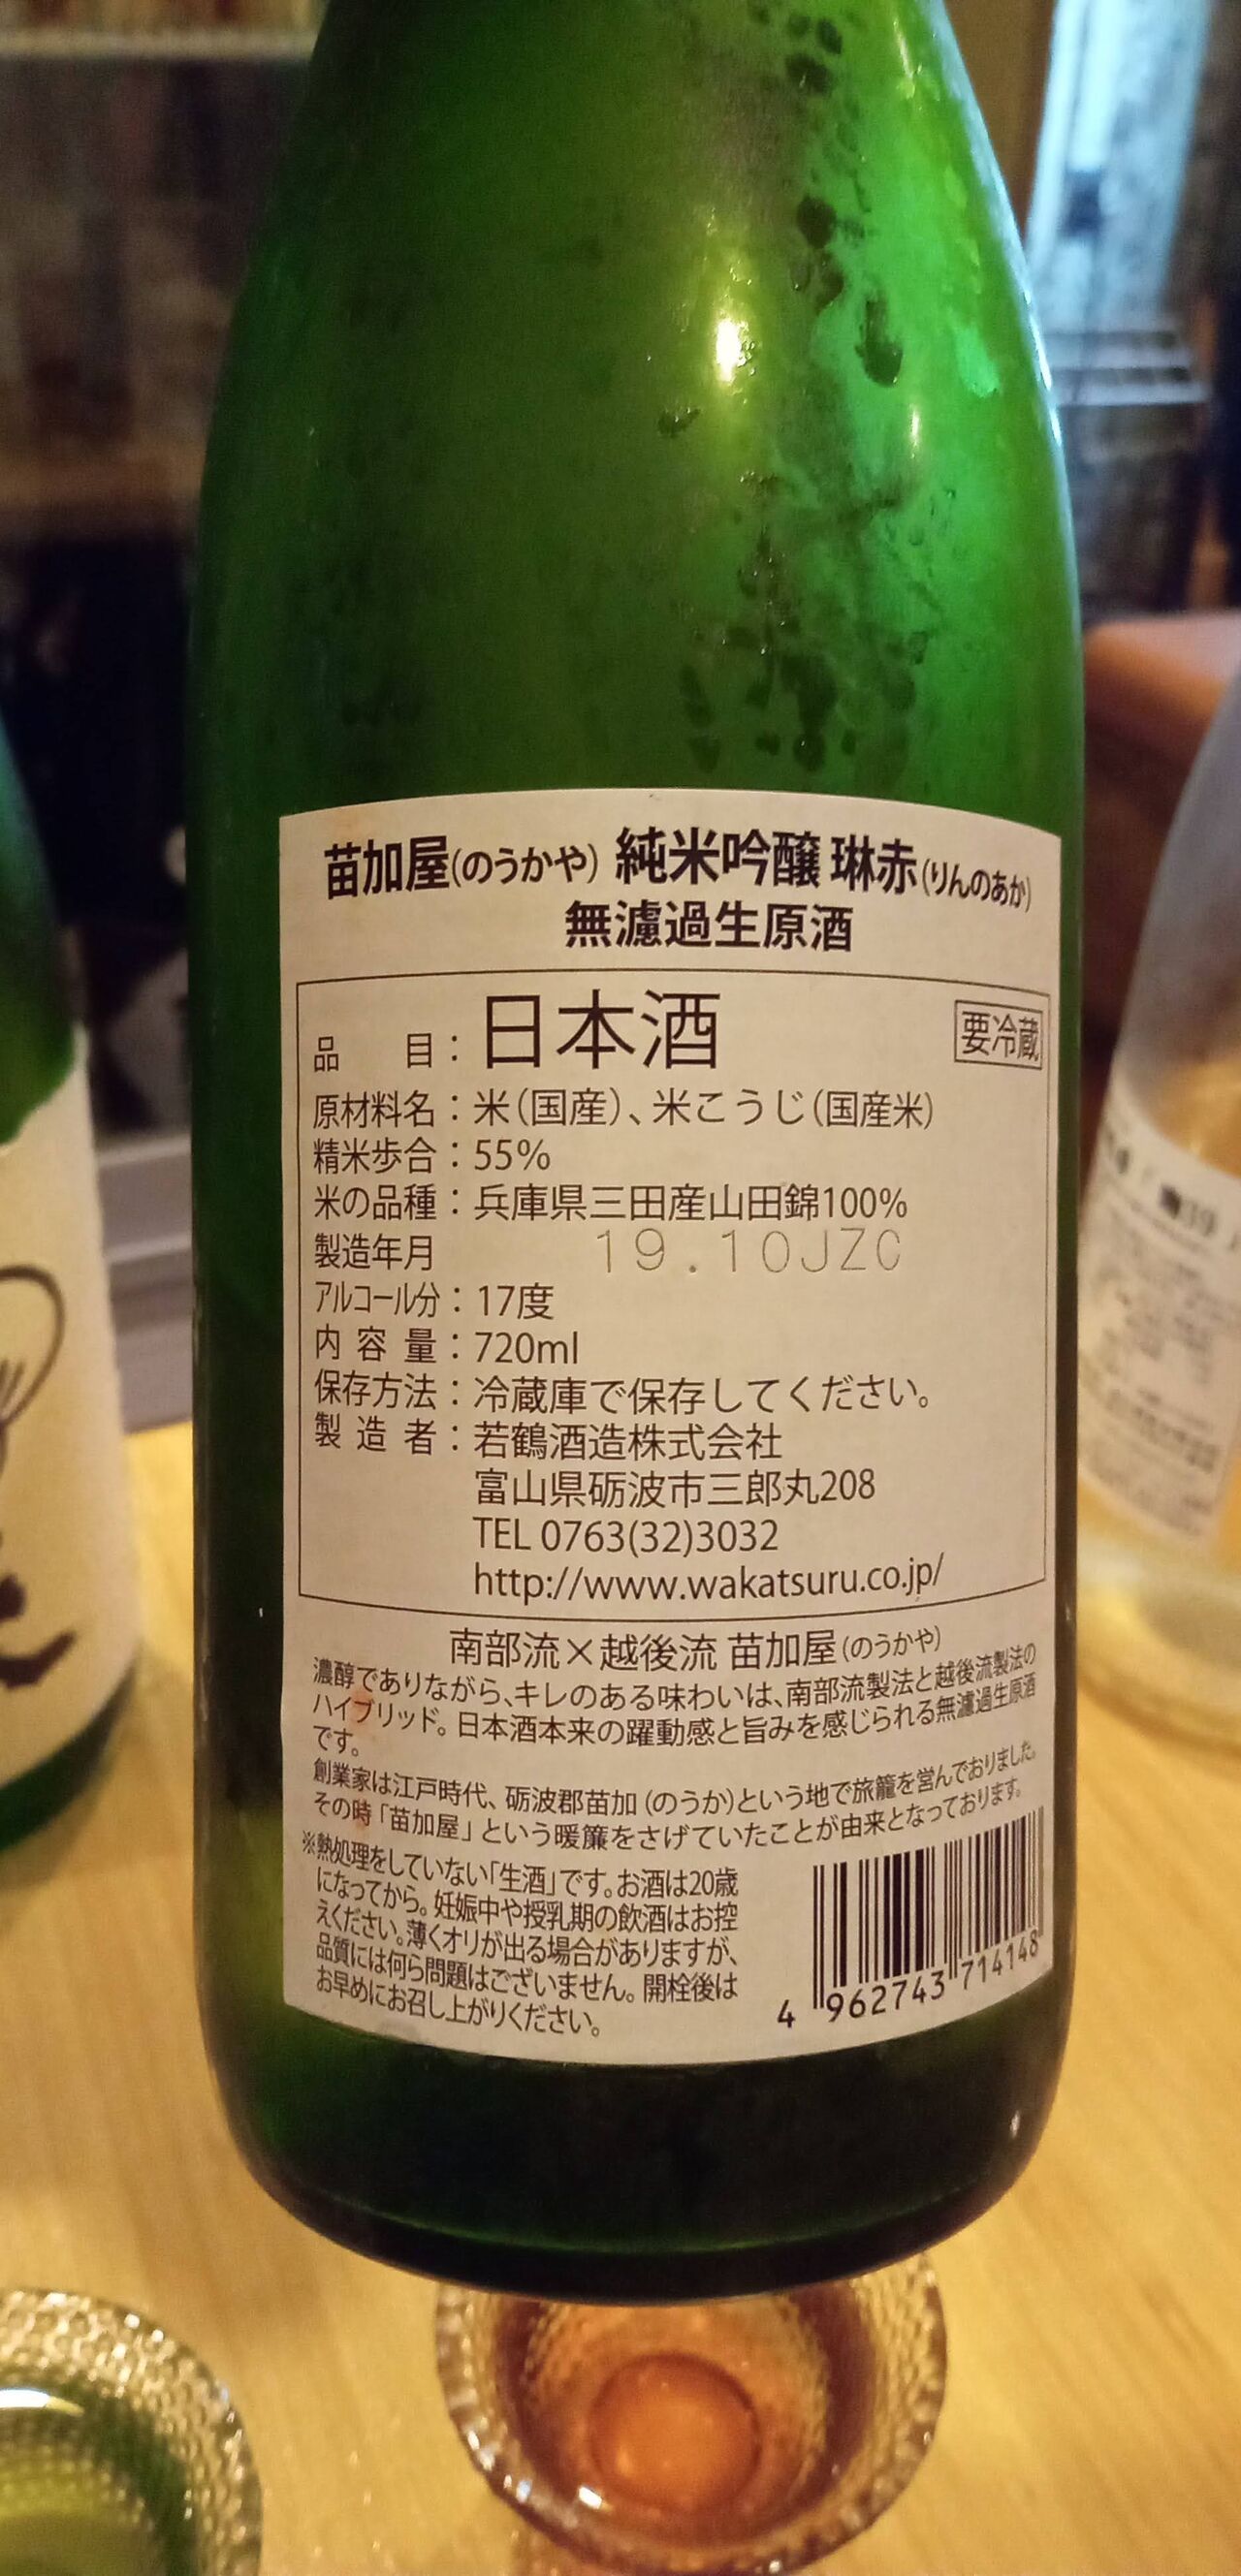 苗加屋(のうかや) 純米吟醸 琳赤(りんのあか)
無濾過生原酒
品　　目：日本酒
要冷蔵
原材料名：米(国産)、米こうじ(国産米)
精米歩合：55%
米の品種：兵庫県三田産山田錦100%
製造年月 19.10JZC
アルコール分：17度
内 容 量：720ml
保存方法：冷蔵庫で保存してください。
製 造 者：若鶴酒造株式会社
富山県砺波市三郎丸208
TEL 0763(32)3032
http://www.wakatsuru.co.jp/
南部流×越後流 苗加屋(のうかや)
濃醇でありながら、キレのある味わいは、南部流製法と越後流製法の
ハイブリッド。日本酒本来の躍動感と旨みを感じられる無濾過生原酒
です。
創業家は江戸時代、砺波郡苗加(のうか)という地で旅籠を営んでおりました。
その時「苗加屋」という暖簾をさげていたことが由来となっております。
※熱処理をしていない「生酒」です。お酒は20歳
になってから。妊娠中や授乳期の飲酒はお控
えください。薄くオリが出る場合がありますが、
品質には何ら問題はございません。開栓後は
お早めにお召し上がりください。
4 962743 714148